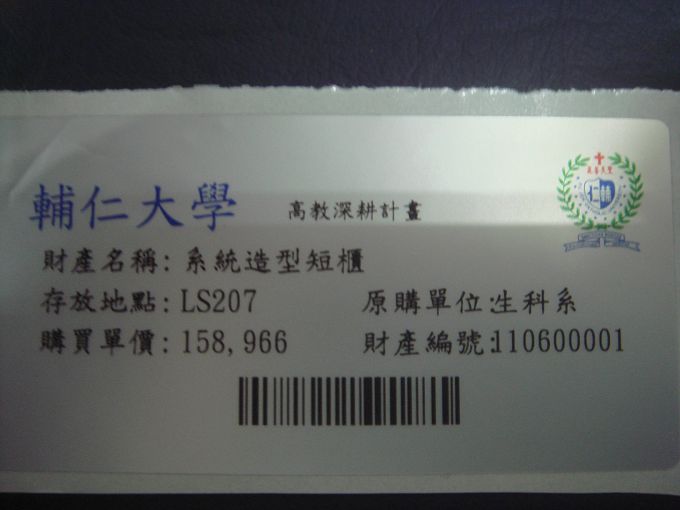 輔仁大學 高教深耕計畫
財產名稱: 系統造型短櫃
存放地點: LS207 原購單位:生科系
購買單價: 158,966 財產編號:110600001